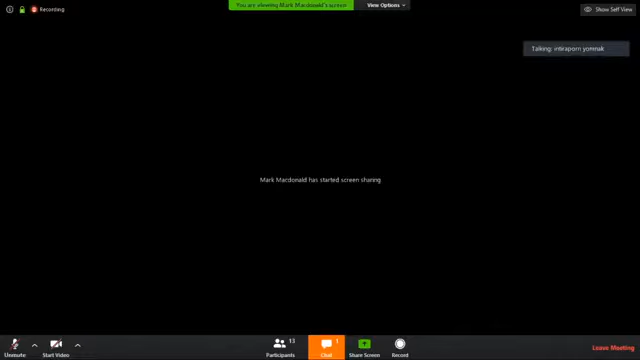 You are viewing Mark Macdonald's screen View Options
Recording
Show Self View
Talking: intiraporn yomnak
Mark Macdonald has started screen sharing
13
1
Unmute
Start Video
Participants
Chat
Share Screen
Record
Leave Meeting